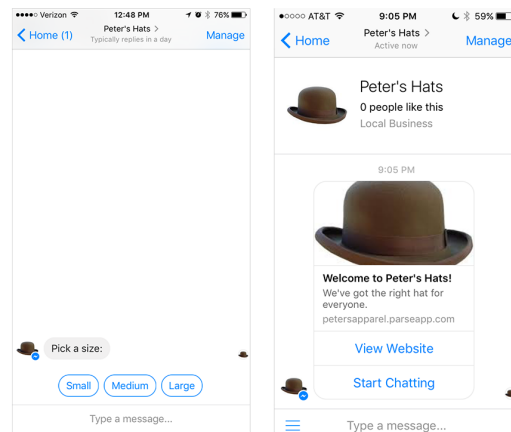 Verizon 12:48 PM 76%
Home (1) Peter's Hats > Manage
Typically replies in a day
Pick a size:
Small Medium Large
Type a message...
AT&T 9:05 PM 59%
Home Peter's Hats > Manage
Active now
Peter's Hats
0 people like this
Local Business
9:05 PM
Welcome to Peter's Hats!
We've got the right hat for
everyone.
petersapparel.parseapp.com
View Website
Start Chatting
Type a message...